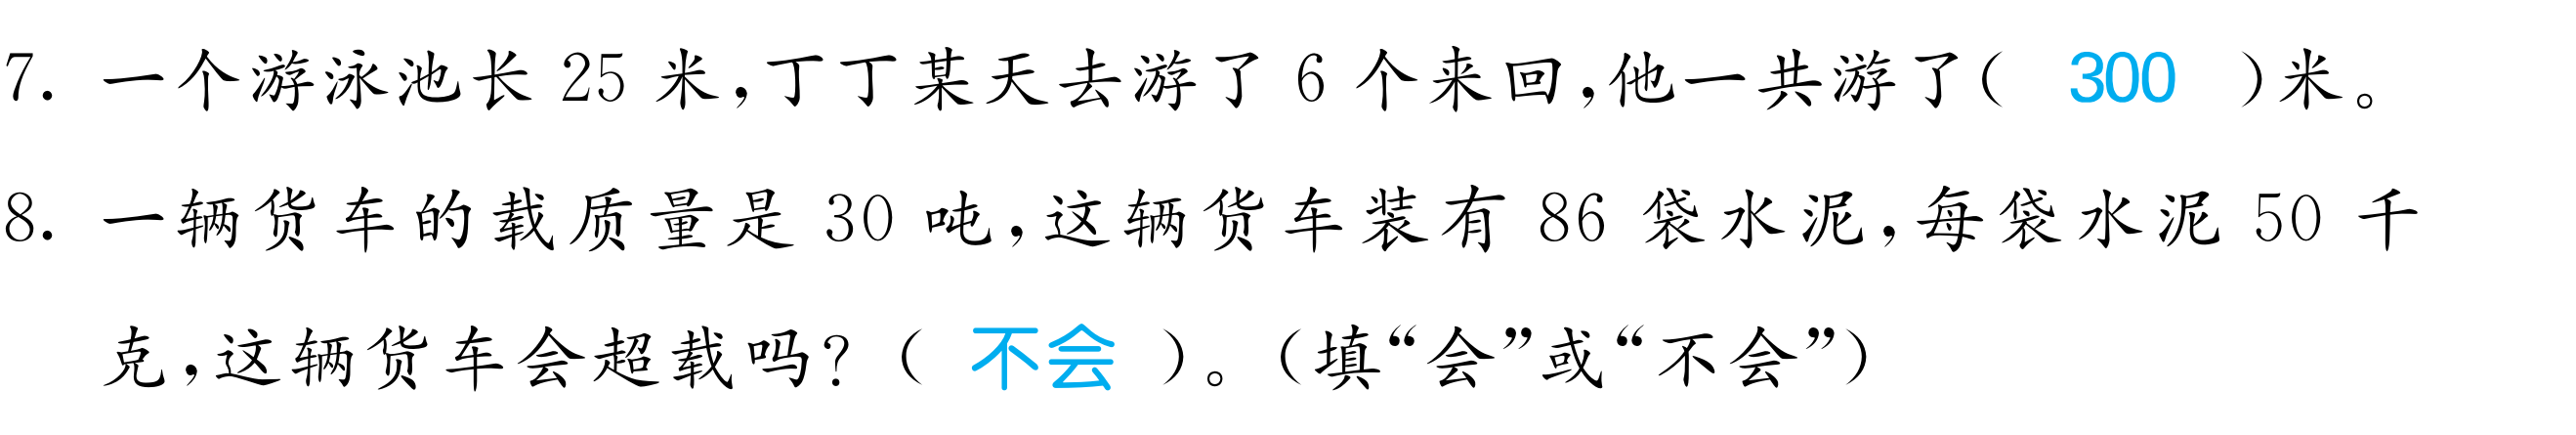 7. 一个游泳池长 25 米,丁丁某天去游了 6 个来回,他一共游了( 300 )米。
8. 一辆货车的载质量是 30 吨,这辆货车装有 86 袋水泥,每袋水泥 50 千
克,这辆货车会超载吗?( 不会 )。(填“会”或“不会”)